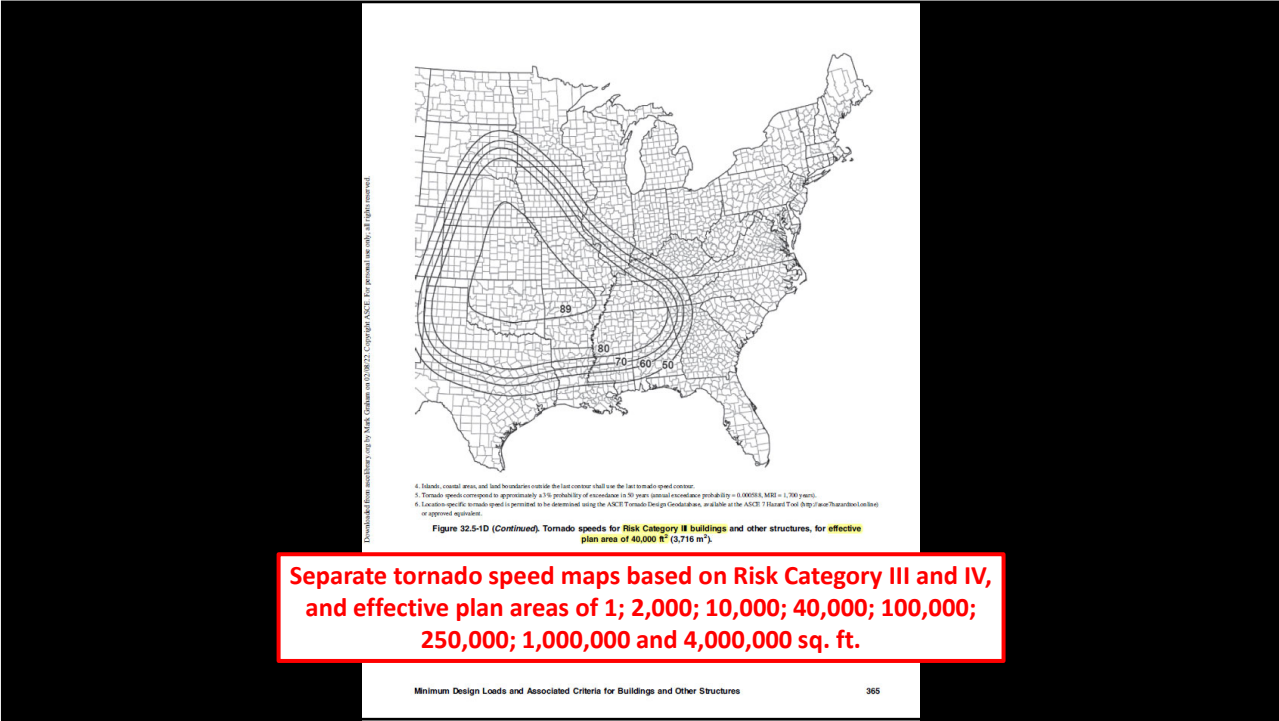 Downloaded from ascelibrary.org by Mark Graham on 02/08/22. Copyright ASCE. For personal use only; all rights reserved.
89
80
70
60
50
4. Islands, coastal areas, and land boundaries outside the last contour shall use the last tornado speed contour.
5. Tornado speeds correspond to approximately a 3% probability of exceedance in 50 years (annual exceedance probability = 0.000588, MRI = 1,700 years).
6. Location-specific tornado speed is permitted to be determined using the ASCE Tornado Design Geodatabase, available at the ASCE 7 Hazard Tool (http://asce7hazardtool.online)
or approved equivalent.
Figure 32.5-1D (Continued). Tornado speeds for Risk Category III buildings and other structures, for effective
plan area of 40,000 ft² (3,716 m²).
Separate tornado speed maps based on Risk Category III and IV,
and effective plan areas of 1; 2,000; 10,000; 40,000; 100,000;
250,000; 1,000,000 and 4,000,000 sq. ft.
Minimum Design Loads and Associated Criteria for Buildings and Other Structures 365